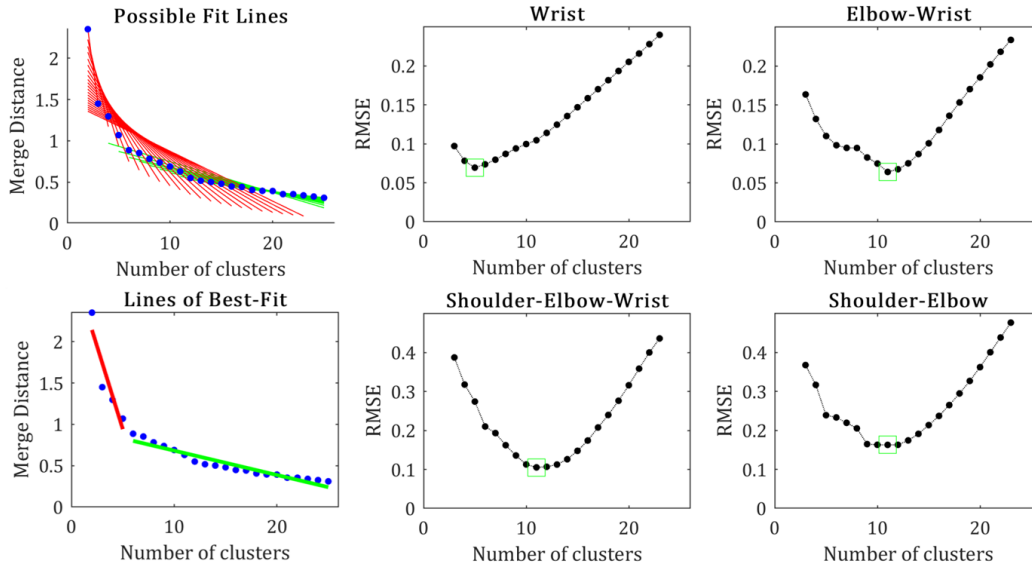 Possible Fit Lines
Merge Distance
2
1.5
1
0.5
0
0
10
20
Number of clusters
Wrist
RMSE
0.2
0.15
0.1
0.05
0
0
10
20
Number of clusters
Elbow-Wrist
RMSE
0.2
0.15
0.1
0.05
0
0
10
20
Number of clusters
Lines of Best-Fit
Merge Distance
2
1.5
1
0.5
0
0
10
20
Number of clusters
Shoulder-Elbow-Wrist
RMSE
0.4
0.3
0.2
0.1
0
0
10
20
Number of clusters
Shoulder-Elbow
RMSE
0.4
0.3
0.2
0.1
0
0
10
20
Number of clusters